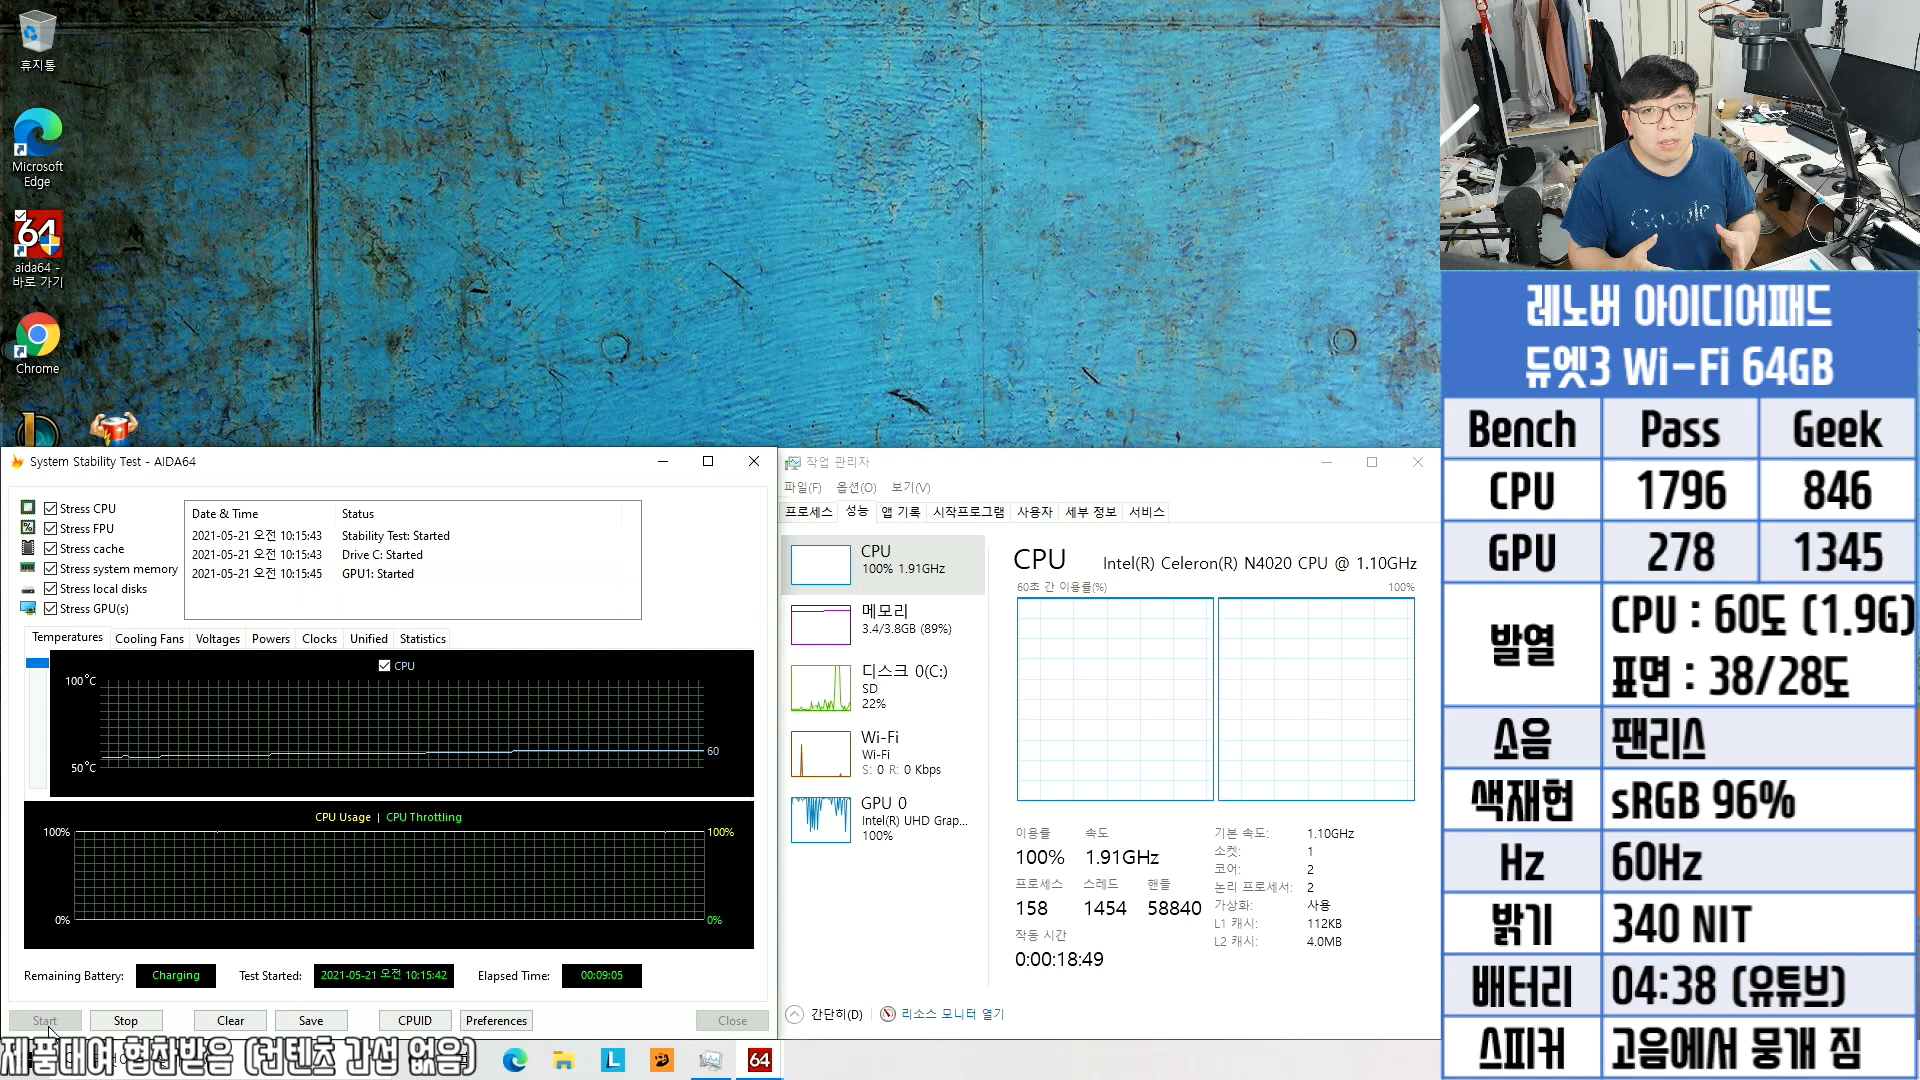 휴지통
Microsoft
Edge
64
aida64 -
바로 가기
Chrome
System Stability Test - AIDA64
Stress CPU
Stress FPU
Stress cache
Stress system memory
Stress local disks
Stress GPU(s)
Date & Time Status
2021-05-21 오전 10:15:43 Stability Test: Started
2021-05-21 오전 10:15:43 Drive C: Started
2021-05-21 오전 10:15:45 GPU1: Started
Temperatures Cooling Fans Voltages Powers Clocks Unified Statistics
CPU
100°C
60
50°C
CPU Usage | CPU Throttling
100% 100%
0% 0%
Remaining Battery: Charging Test Started: 2021-05-21 오전 10:15:42 Elapsed Time: 00:09:05
Start Stop Clear Save CPUID Preferences Close
작업 관리자
파일(F) 옵션(O) 보기(V)
프로세스 성능 앱 기록 시작프로그램 사용자 세부 정보 서비스
CPU
100% 1.91GHz
메모리
3.4/3.8GB (89%)
디스크 0(C:)
SD
22%
Wi-Fi
Wi-Fi
S: 0 R: 0 Kbps
GPU 0
Intel(R) UHD Grap...
100%
CPU Intel(R) Celeron(R) N4020 CPU @ 1.10GHz
60초 간 이용률(%) 100%
이용률 속도
100% 1.91GHz
프로세스 스레드 핸들
158 1454 58840
작동 시간
0:00:18:49
기본 속도: 1.10GHz
소켓: 1
코어: 2
논리 프로세서: 2
가상화: 사용
L1 캐시: 112KB
L2 캐시: 4.0MB
간단히(D) 리소스 모니터 열기
제품대여 협찬받음 (컨텐츠 간섭 없음)
L
64
Google
레노버 아이디어패드
듀엣3 Wi-Fi 64GB
Bench Pass Geek
CPU 1796 846
GPU 278 1345
발열 CPU : 60도 (1.9G)
표면 : 38/28도
소음 팬리스
색재현 sRGB 96%
Hz 60Hz
밝기 340 NIT
배터리 04:38 (유튜브)
스피커 고음에서 뭉개 짐